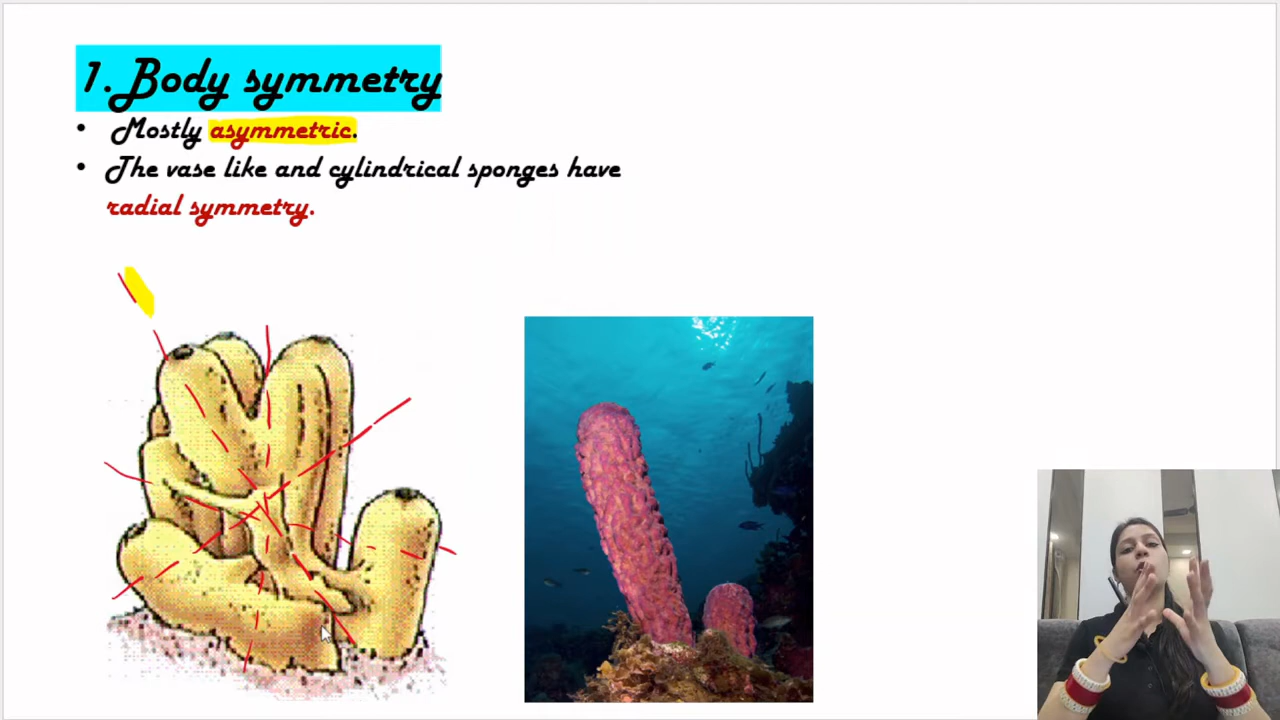 1.Body symmetry
• Mostly asymmetric.
• The vase like and cylindrical sponges have
radial symmetry.